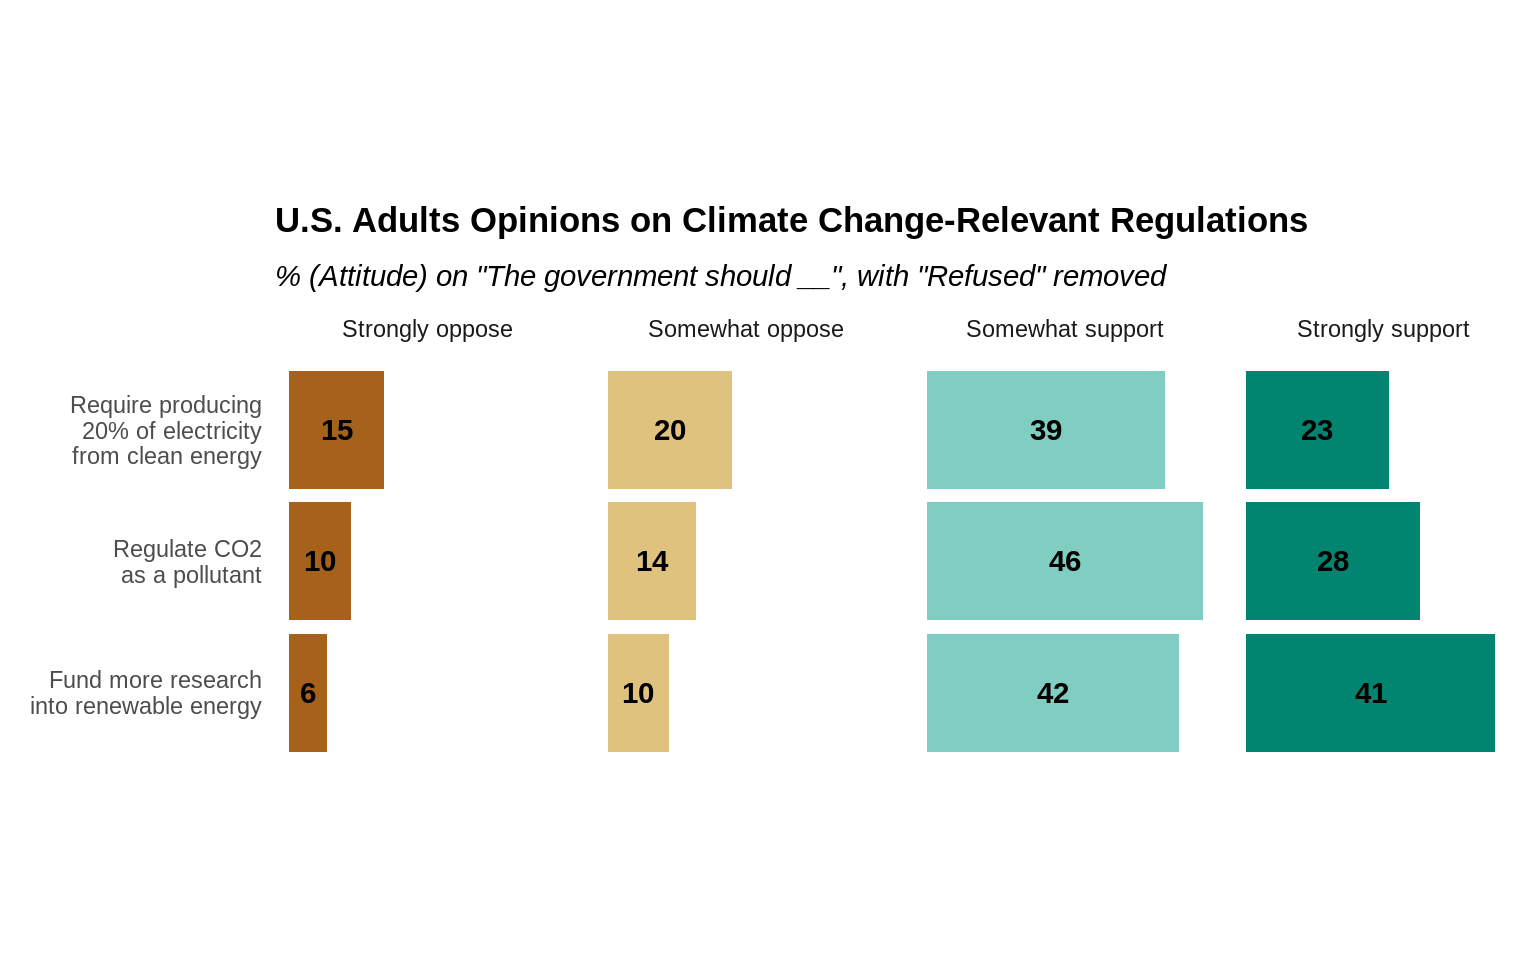 U.S. Adults Opinions on Climate Change-Relevant Regulations
% (Attitude) on "The government should __", with "Refused" removed
Strongly oppose Somewhat oppose Somewhat support Strongly support
Require producing
20% of electricity
from clean energy
15 20 39 23
Regulate CO2
as a pollutant
10 14 46 28
Fund more research
into renewable energy
6 10 42 41